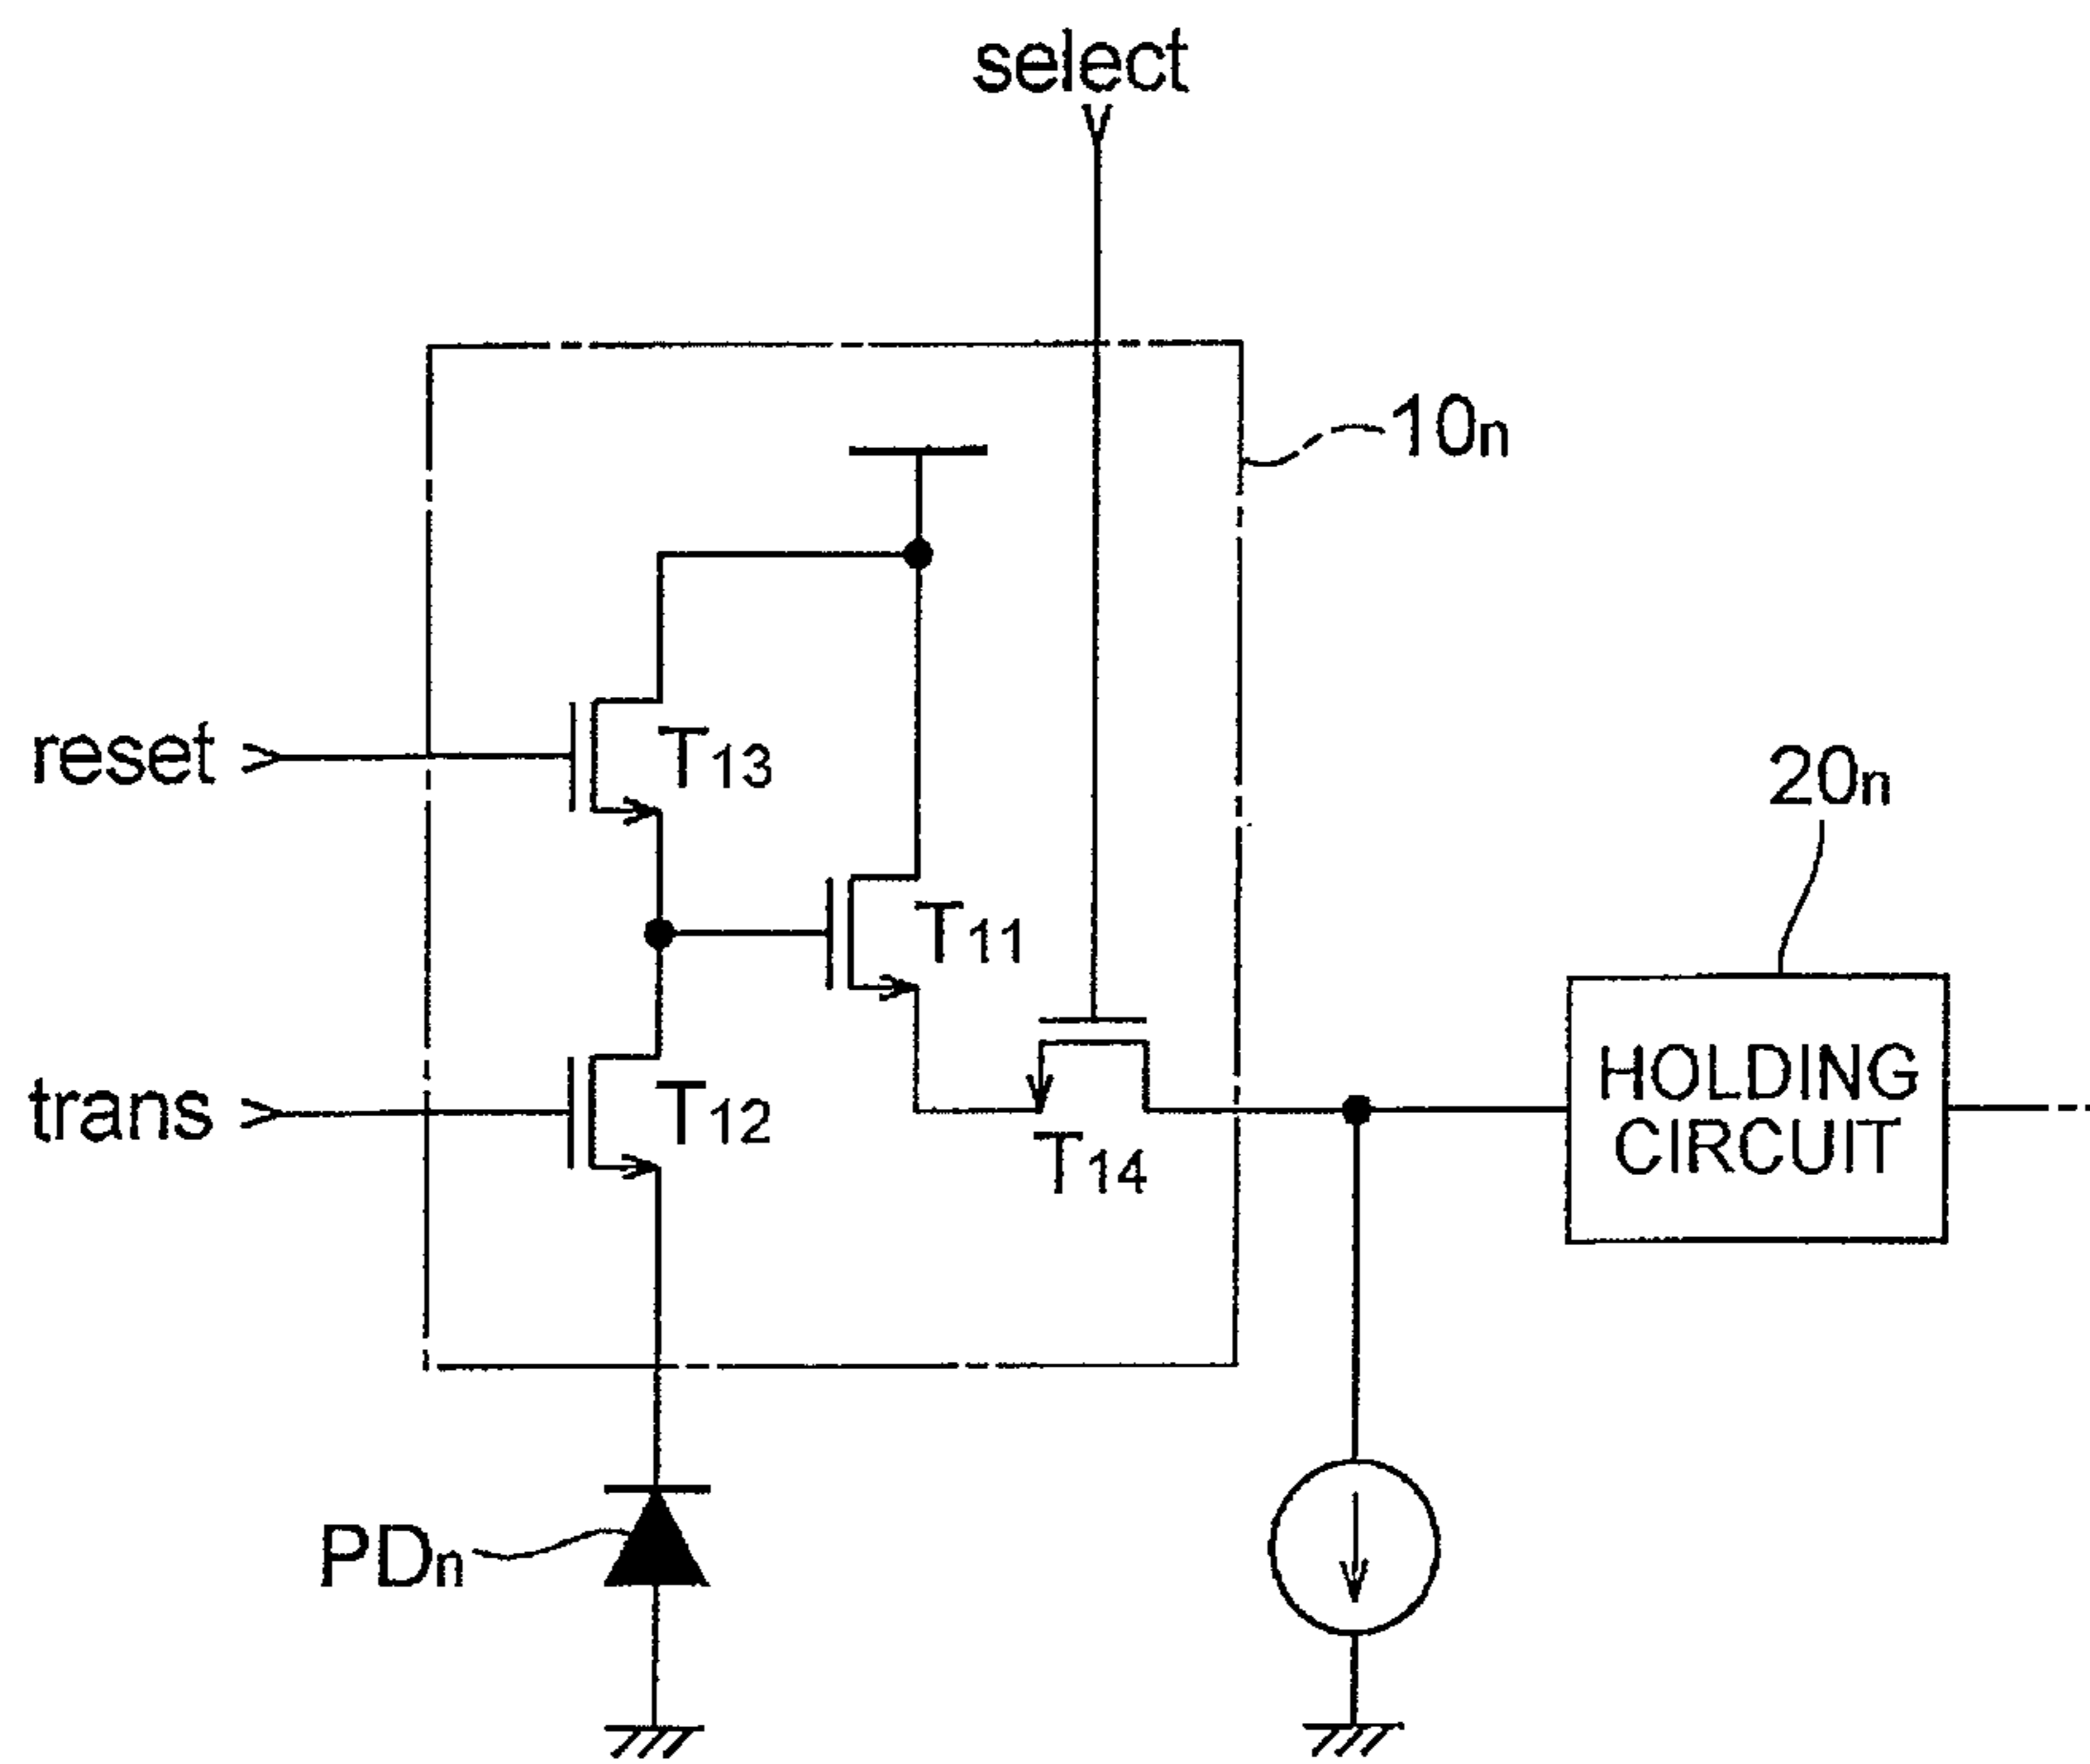 select
10n
reset
T13
20n
T11
trans
T12
HOLDING
CIRCUIT
T14
PDn